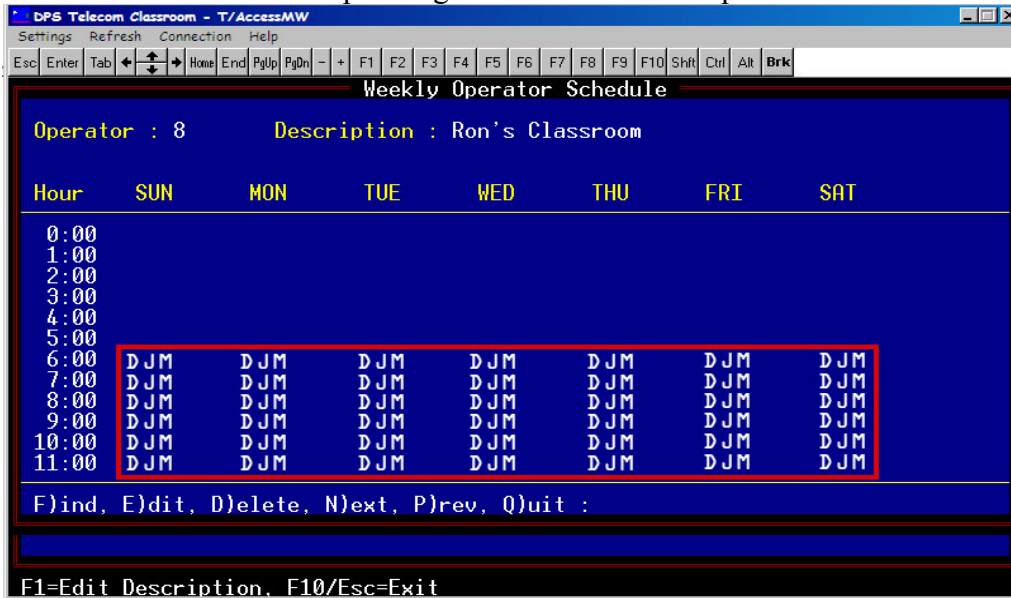 DPS Telecom Classroom - T/AccessMW
Settings Refresh Connection Help
Esc Enter Tab Home End PgUp PgDn - + F1 F2 F3 F4 F5 F6 F7 F8 F9 F10 Shft Ctrl Alt Brk
Weekly Operator Schedule
Operator : 8 Description : Ron's Classroom
Hour SUN MON TUE WED THU FRI SAT
0:00
1:00
2:00
3:00
4:00
5:00
6:00 DJM DJM DJM DJM DJM DJM DJM
7:00 DJM DJM DJM DJM DJM DJM DJM
8:00 DJM DJM DJM DJM DJM DJM DJM
9:00 DJM DJM DJM DJM DJM DJM DJM
10:00 DJM DJM DJM DJM DJM DJM DJM
11:00 DJM DJM DJM DJM DJM DJM DJM
F)ind, E)dit, D)elete, N)ext, P)rev, Q)uit :
F1=Edit Description, F10/Esc=Exit